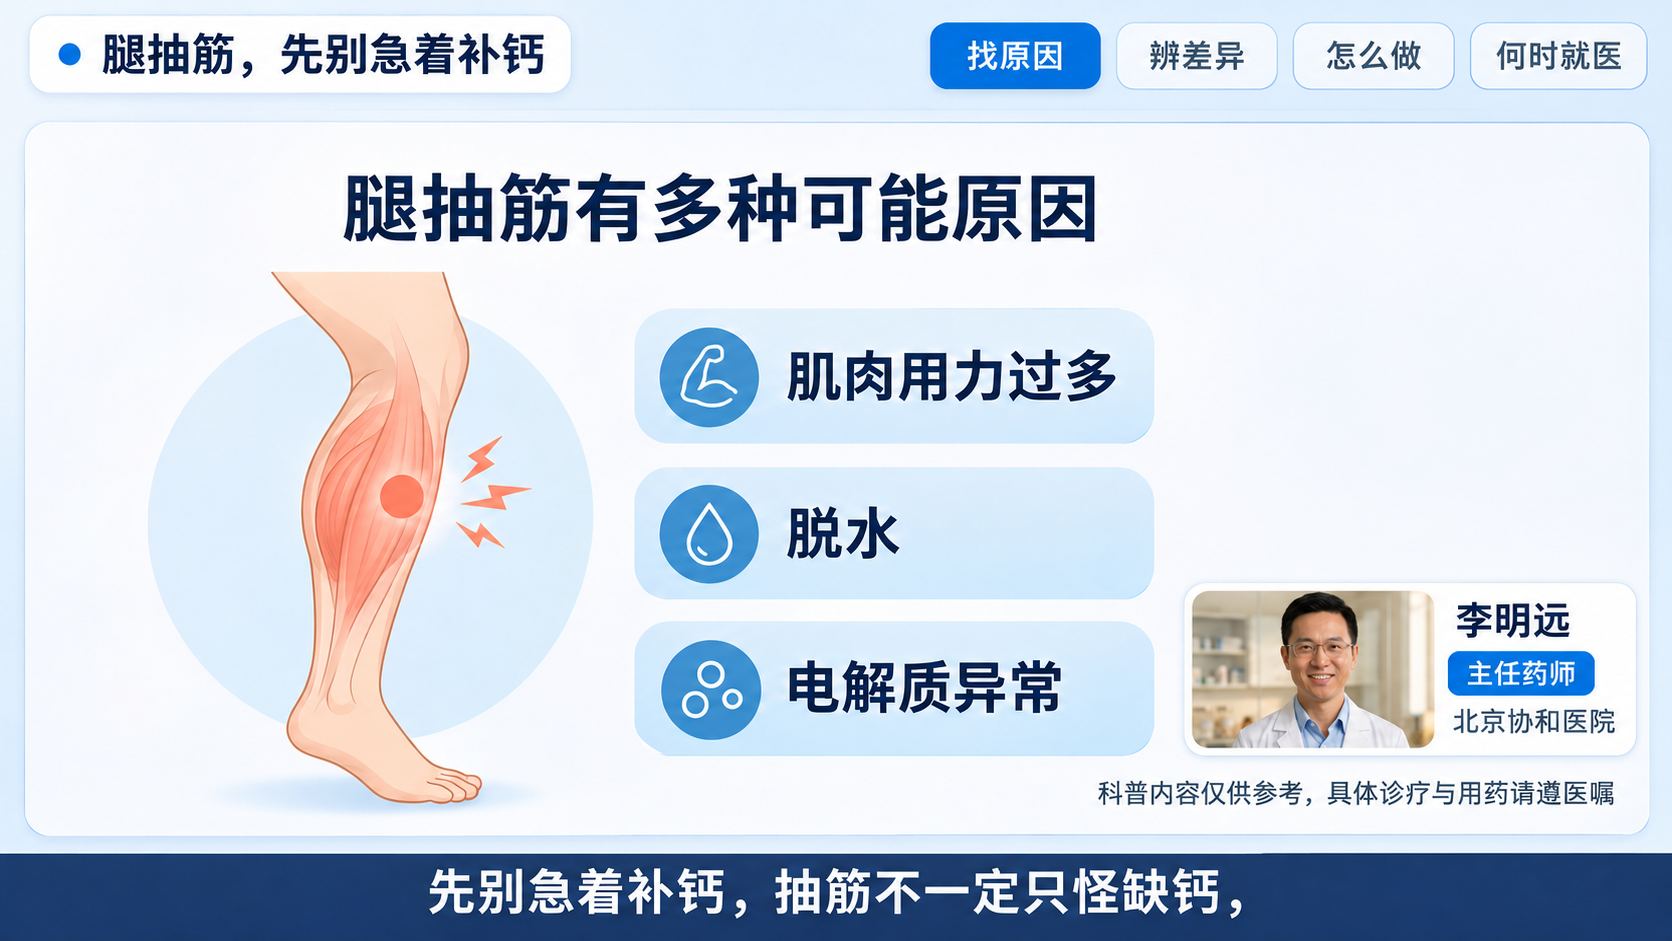 腿抽筋，先别急着补钙
找原因
辨差异
怎么做
何时就医
腿抽筋有多种可能原因
肌肉用力过多
脱水
电解质异常
李明远
主任药师
北京协和医院
科普内容仅供参考，具体诊疗与用药请遵医嘱
先别急着补钙，抽筋不一定只怪缺钙，